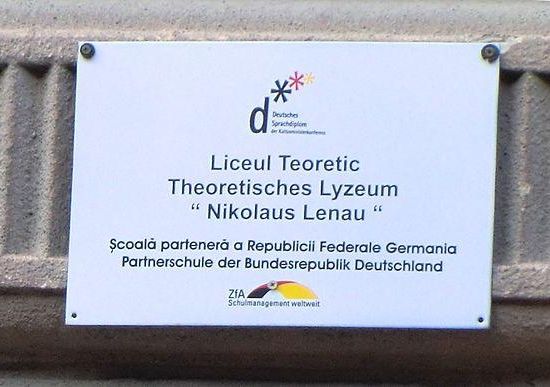 d
Deutsches
Sprachdiplom
der Kultusministerkonferenz
Liceul Teoretic
Theoretisches Lyzeum
“ Nikolaus Lenau “
Școală parteneră a Republicii Federale Germania
Partnerschule der Bundesrepublik Deutschland
ZfA
Schulmanagement weltweit